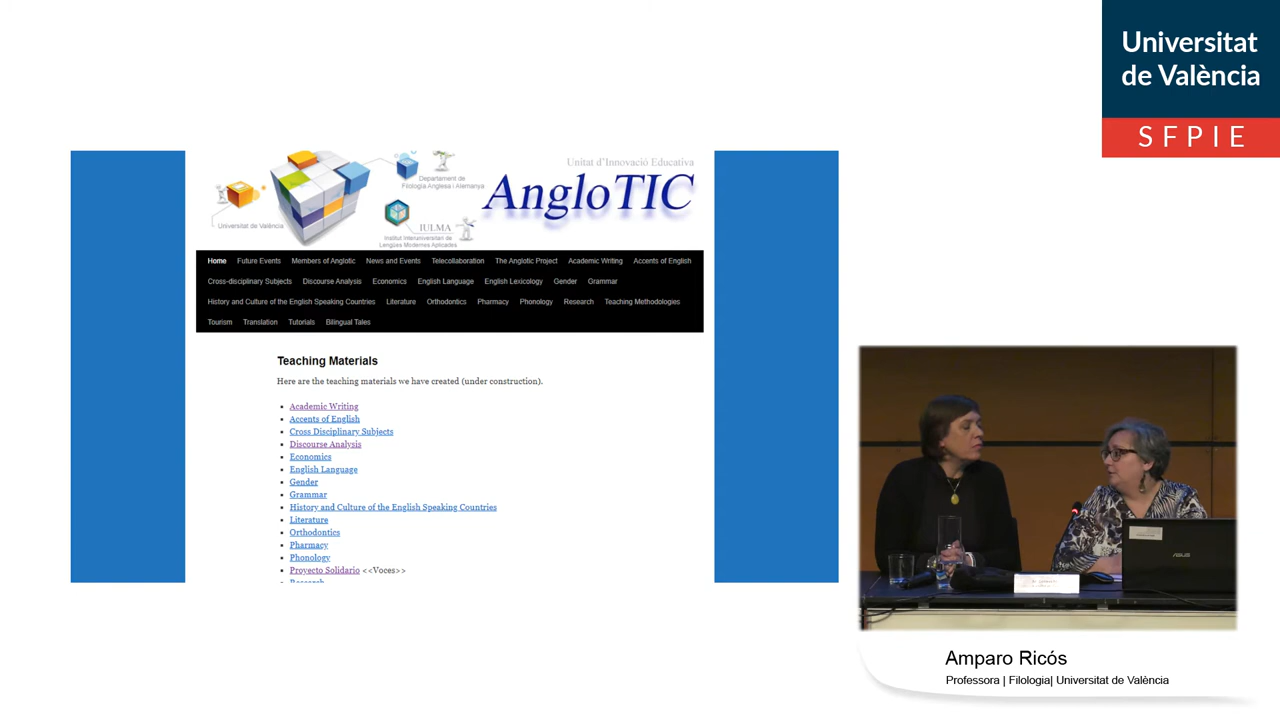 Universitat
de València
SFPIE
Unitat d'Innovació Educativa
AngloTIC
Departament de
Filologia Anglesa i Alemanya
Universitat de València
IULMA
Institut Interuniversitari de
Lengües Modernes Aplicades
Home Future Events Members of Anglotic News and Events Telecollaboration The Anglotic Project Academic Writing Accents of English
Cross-disciplinary Subjects Discourse Analysis Economics English Language English Lexicology Gender Grammar
History and Culture of the English Speaking Countries Literature Orthodontics Pharmacy Phonology Research Teaching Methodologies
Tourism Translation Tutorials Bilingual Tales
Teaching Materials
Here are the teaching materials we have created (under construction).
Academic Writing
Accents of English
Cross Disciplinary Subjects
Discourse Analysis
Economics
English Language
Gender
Grammar
History and Culture of the English Speaking Countries
Literature
Orthodontics
Pharmacy
Phonology
Proyecto Solidario <<Voces>>
Research
ASUS
Amparo Ricós
Professora | Filologia| Universitat de València